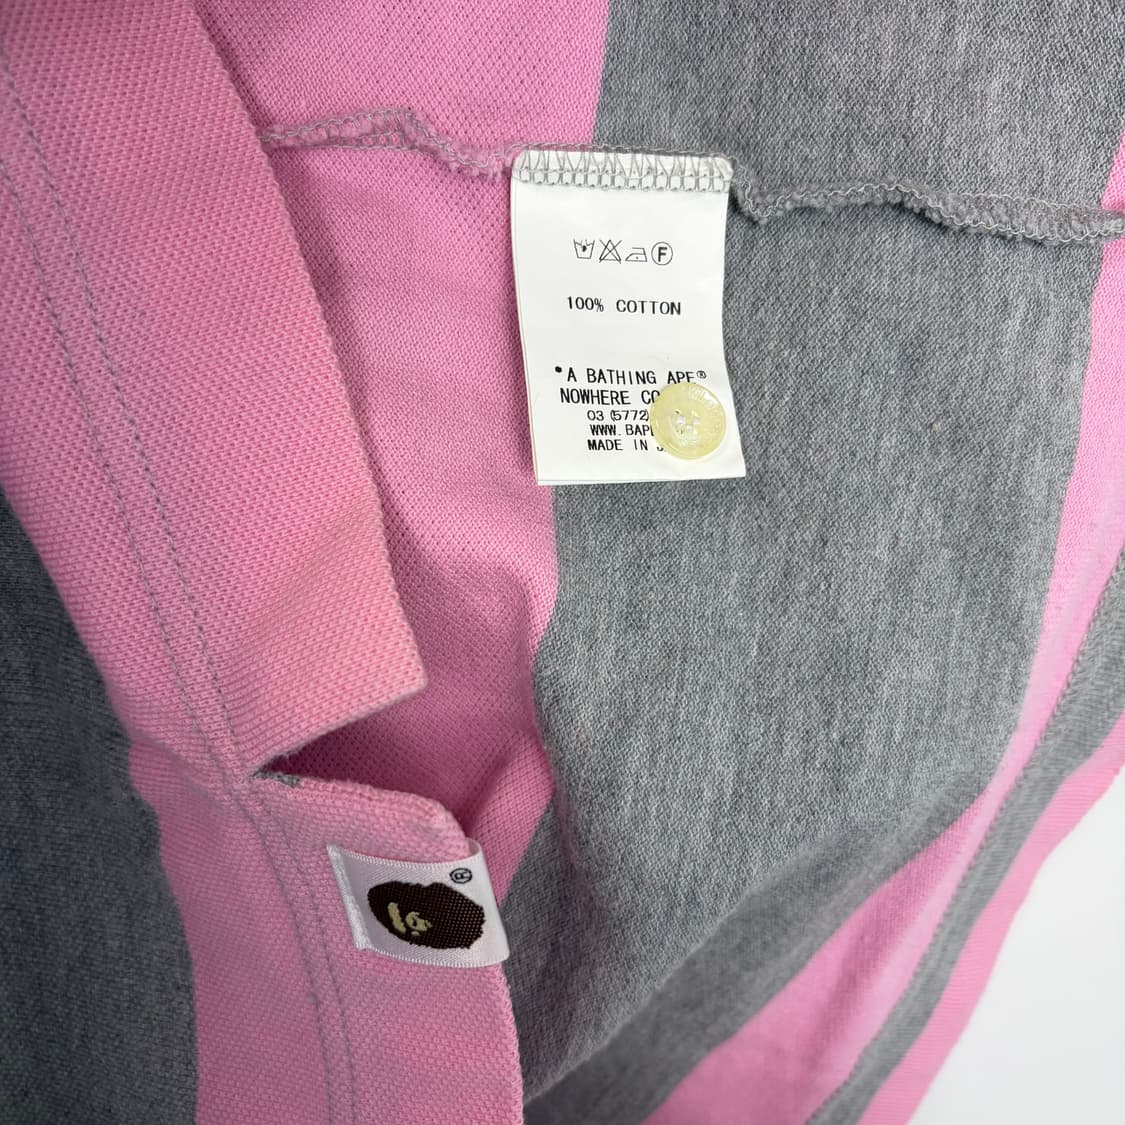 F
100% COTTON
*A BATHING APE®
NOWHERE CO
03 (5772)
WWW. BAP
MADE IN
®